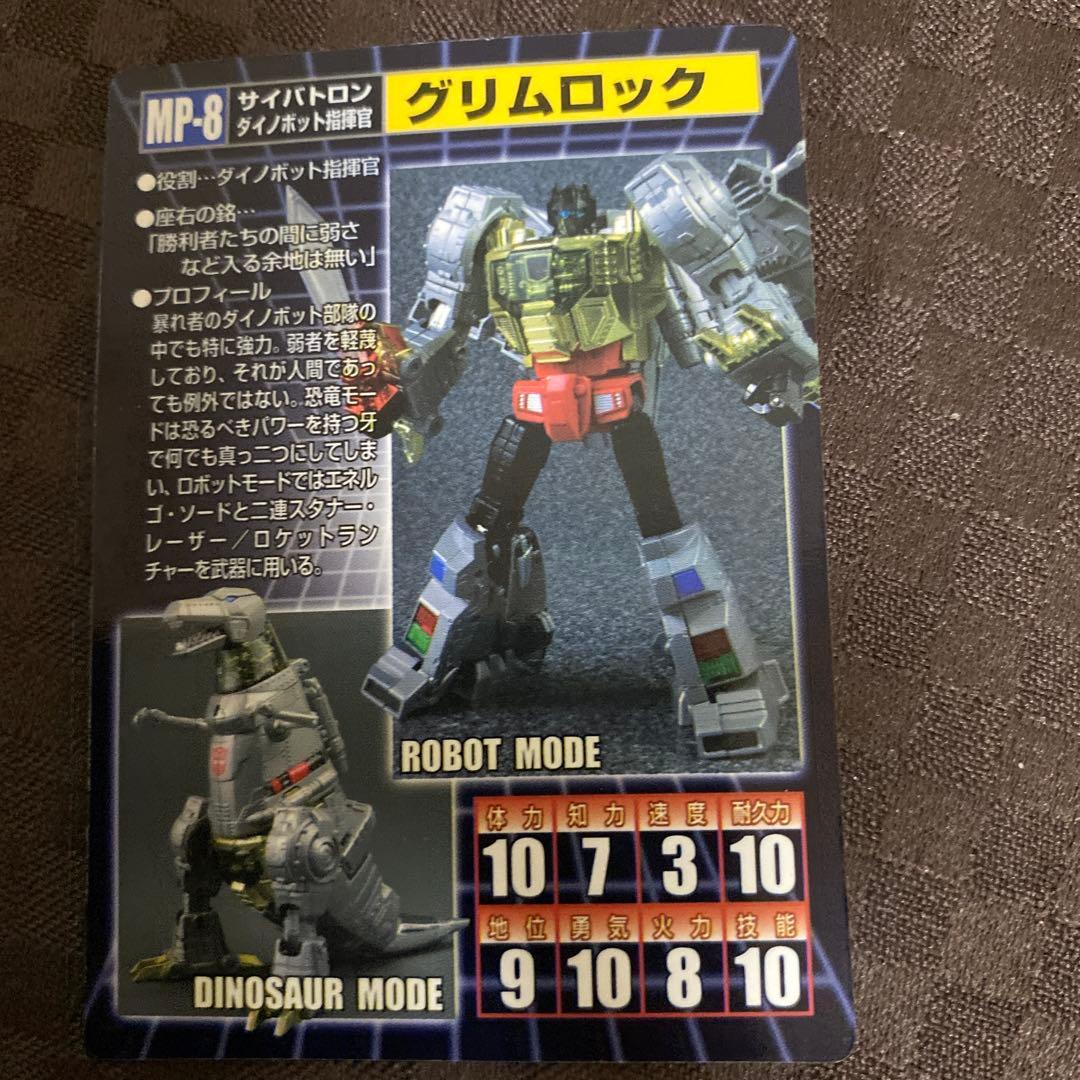 MP-8
サイバトロン
ダイノボット指揮官
グリムロック
●役割…ダイノボット指揮官
●座右の銘…
「勝利者たちの間に弱さ
など入る余地は無い」
●プロフィール
暴れ者のダイノボット部隊の
中でも特に強力。弱者を軽蔑
しており、それが人間であっ
ても例外ではない。恐竜モー
ドは恐るべきパワーを持つ牙
で何でも真っ二つにしてしま
い、ロボットモードではエネル
ゴ・ソードと二連スタナー・
レーザー／ロケットラン
チャーを武器に用いる。
ROBOT MODE
DINOSAUR MODE
体力 知力 速度 耐久力
10 7 3 10
地位 勇気 火力 技能
9 10 8 10